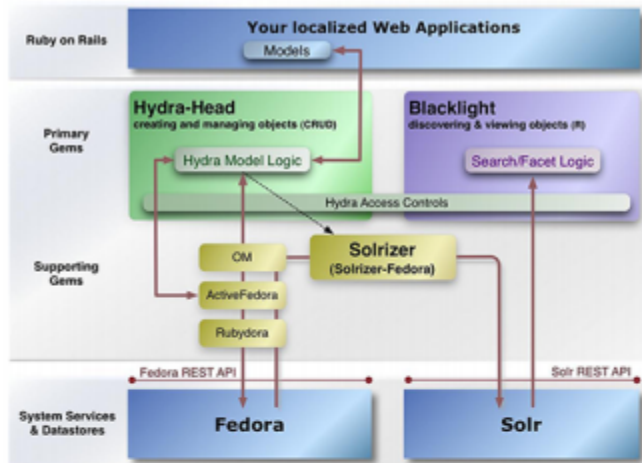 Ruby on Rails
Your localized Web Applications
Models
Primary
Gems
Hydra-Head
creating and managing objects (CRUD)
Hydra Model Logic
Blacklight
discovering & viewing objects (R)
Search/Facet Logic
Hydra Access Controls
Supporting
Gems
OM
ActiveFedora
Rubydora
Solrizer
(Solrizer-Fedora)
Fedora REST API
Solr REST API
System Services
& Datastores
Fedora
Solr